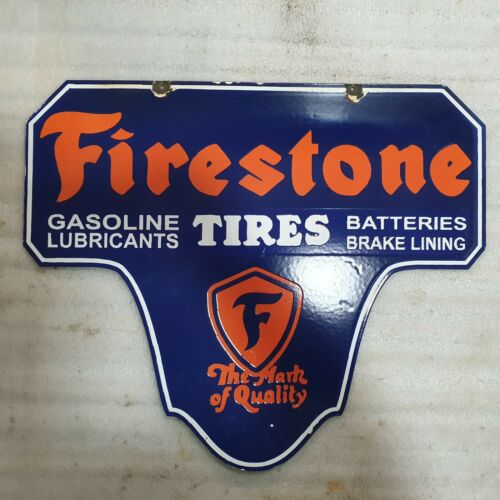 Firestone
GASOLINE TIRES BATTERIES
LUBRICANTS BRAKE LINING
F
The Mark
of Quality